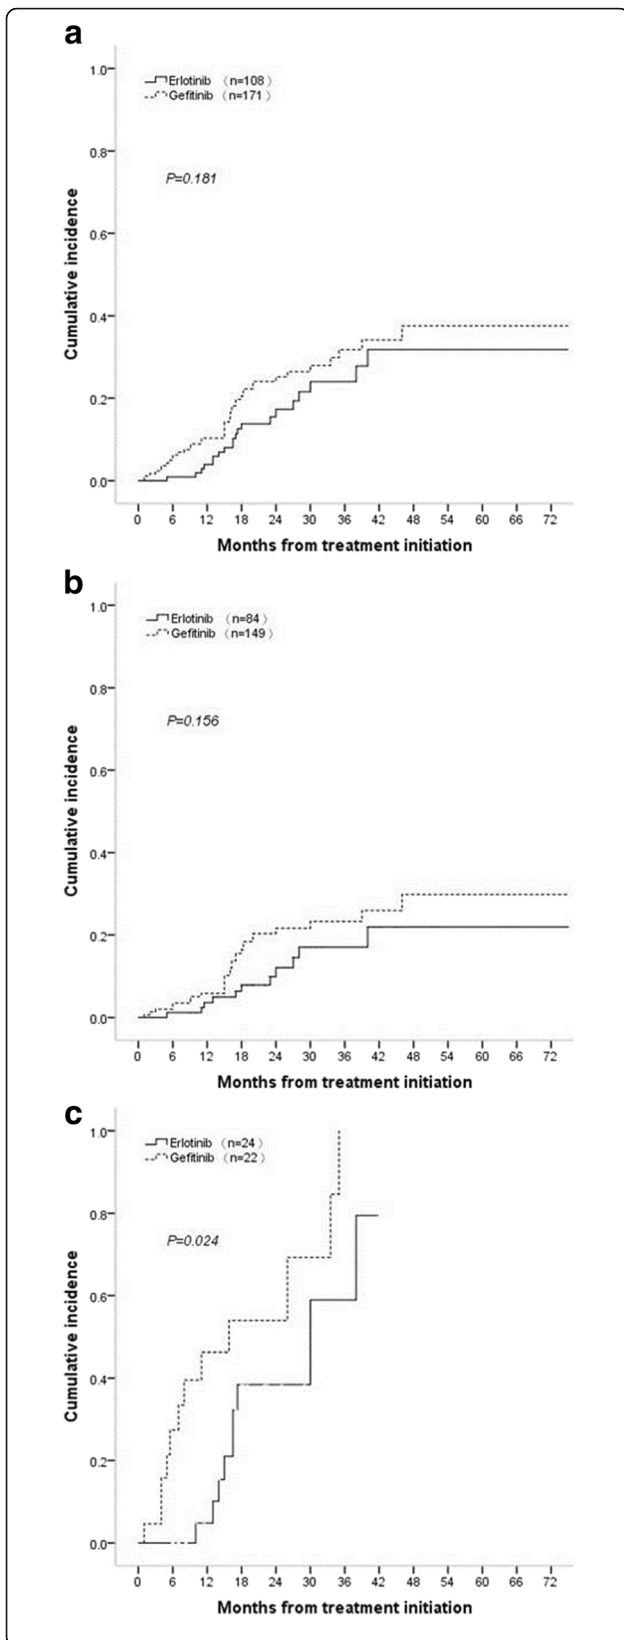 a
1.0
Erlotinib （n=108）
Gefitinib （n=171）
0.8
P=0.181
0.6
0.4
0.2
0.0
Cumulative incidence
0 6 12 18 24 30 36 42 48 54 60 66 72
Months from treatment initiation
b
1.0
Erlotinib （n=84）
Gefitinib （n=149）
0.8
P=0.156
0.6
0.4
0.2
0.0
Cumulative incidence
0 6 12 18 24 30 36 42 48 54 60 66 72
Months from treatment initiation
c
1.0
Erlotinib （n=24）
Gefitinib （n=22）
0.8
P=0.024
0.6
0.4
0.2
0.0
Cumulative incidence
0 6 12 18 24 30 36 42 48 54 60 66 72
Months from treatment initiation